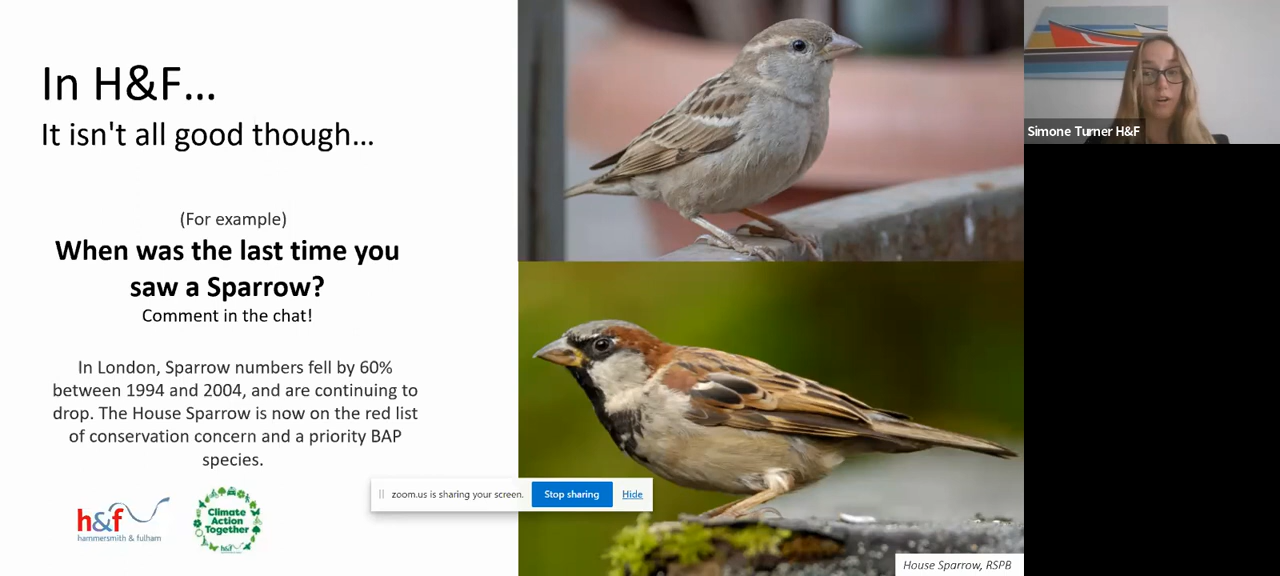 In H&F...
It isn't all good though...
(For example)
When was the last time you
saw a Sparrow?
Comment in the chat!
In London, Sparrow numbers fell by 60%
between 1994 and 2004, and are continuing to
drop. The House Sparrow is now on the red list
of conservation concern and a priority BAP
species.
h&f
hammersmith & fulham
Climate
Action
Together
h&f
zoom.us is sharing your screen.
Stop sharing
Hide
House Sparrow, RSPB
Simone Turner H&F